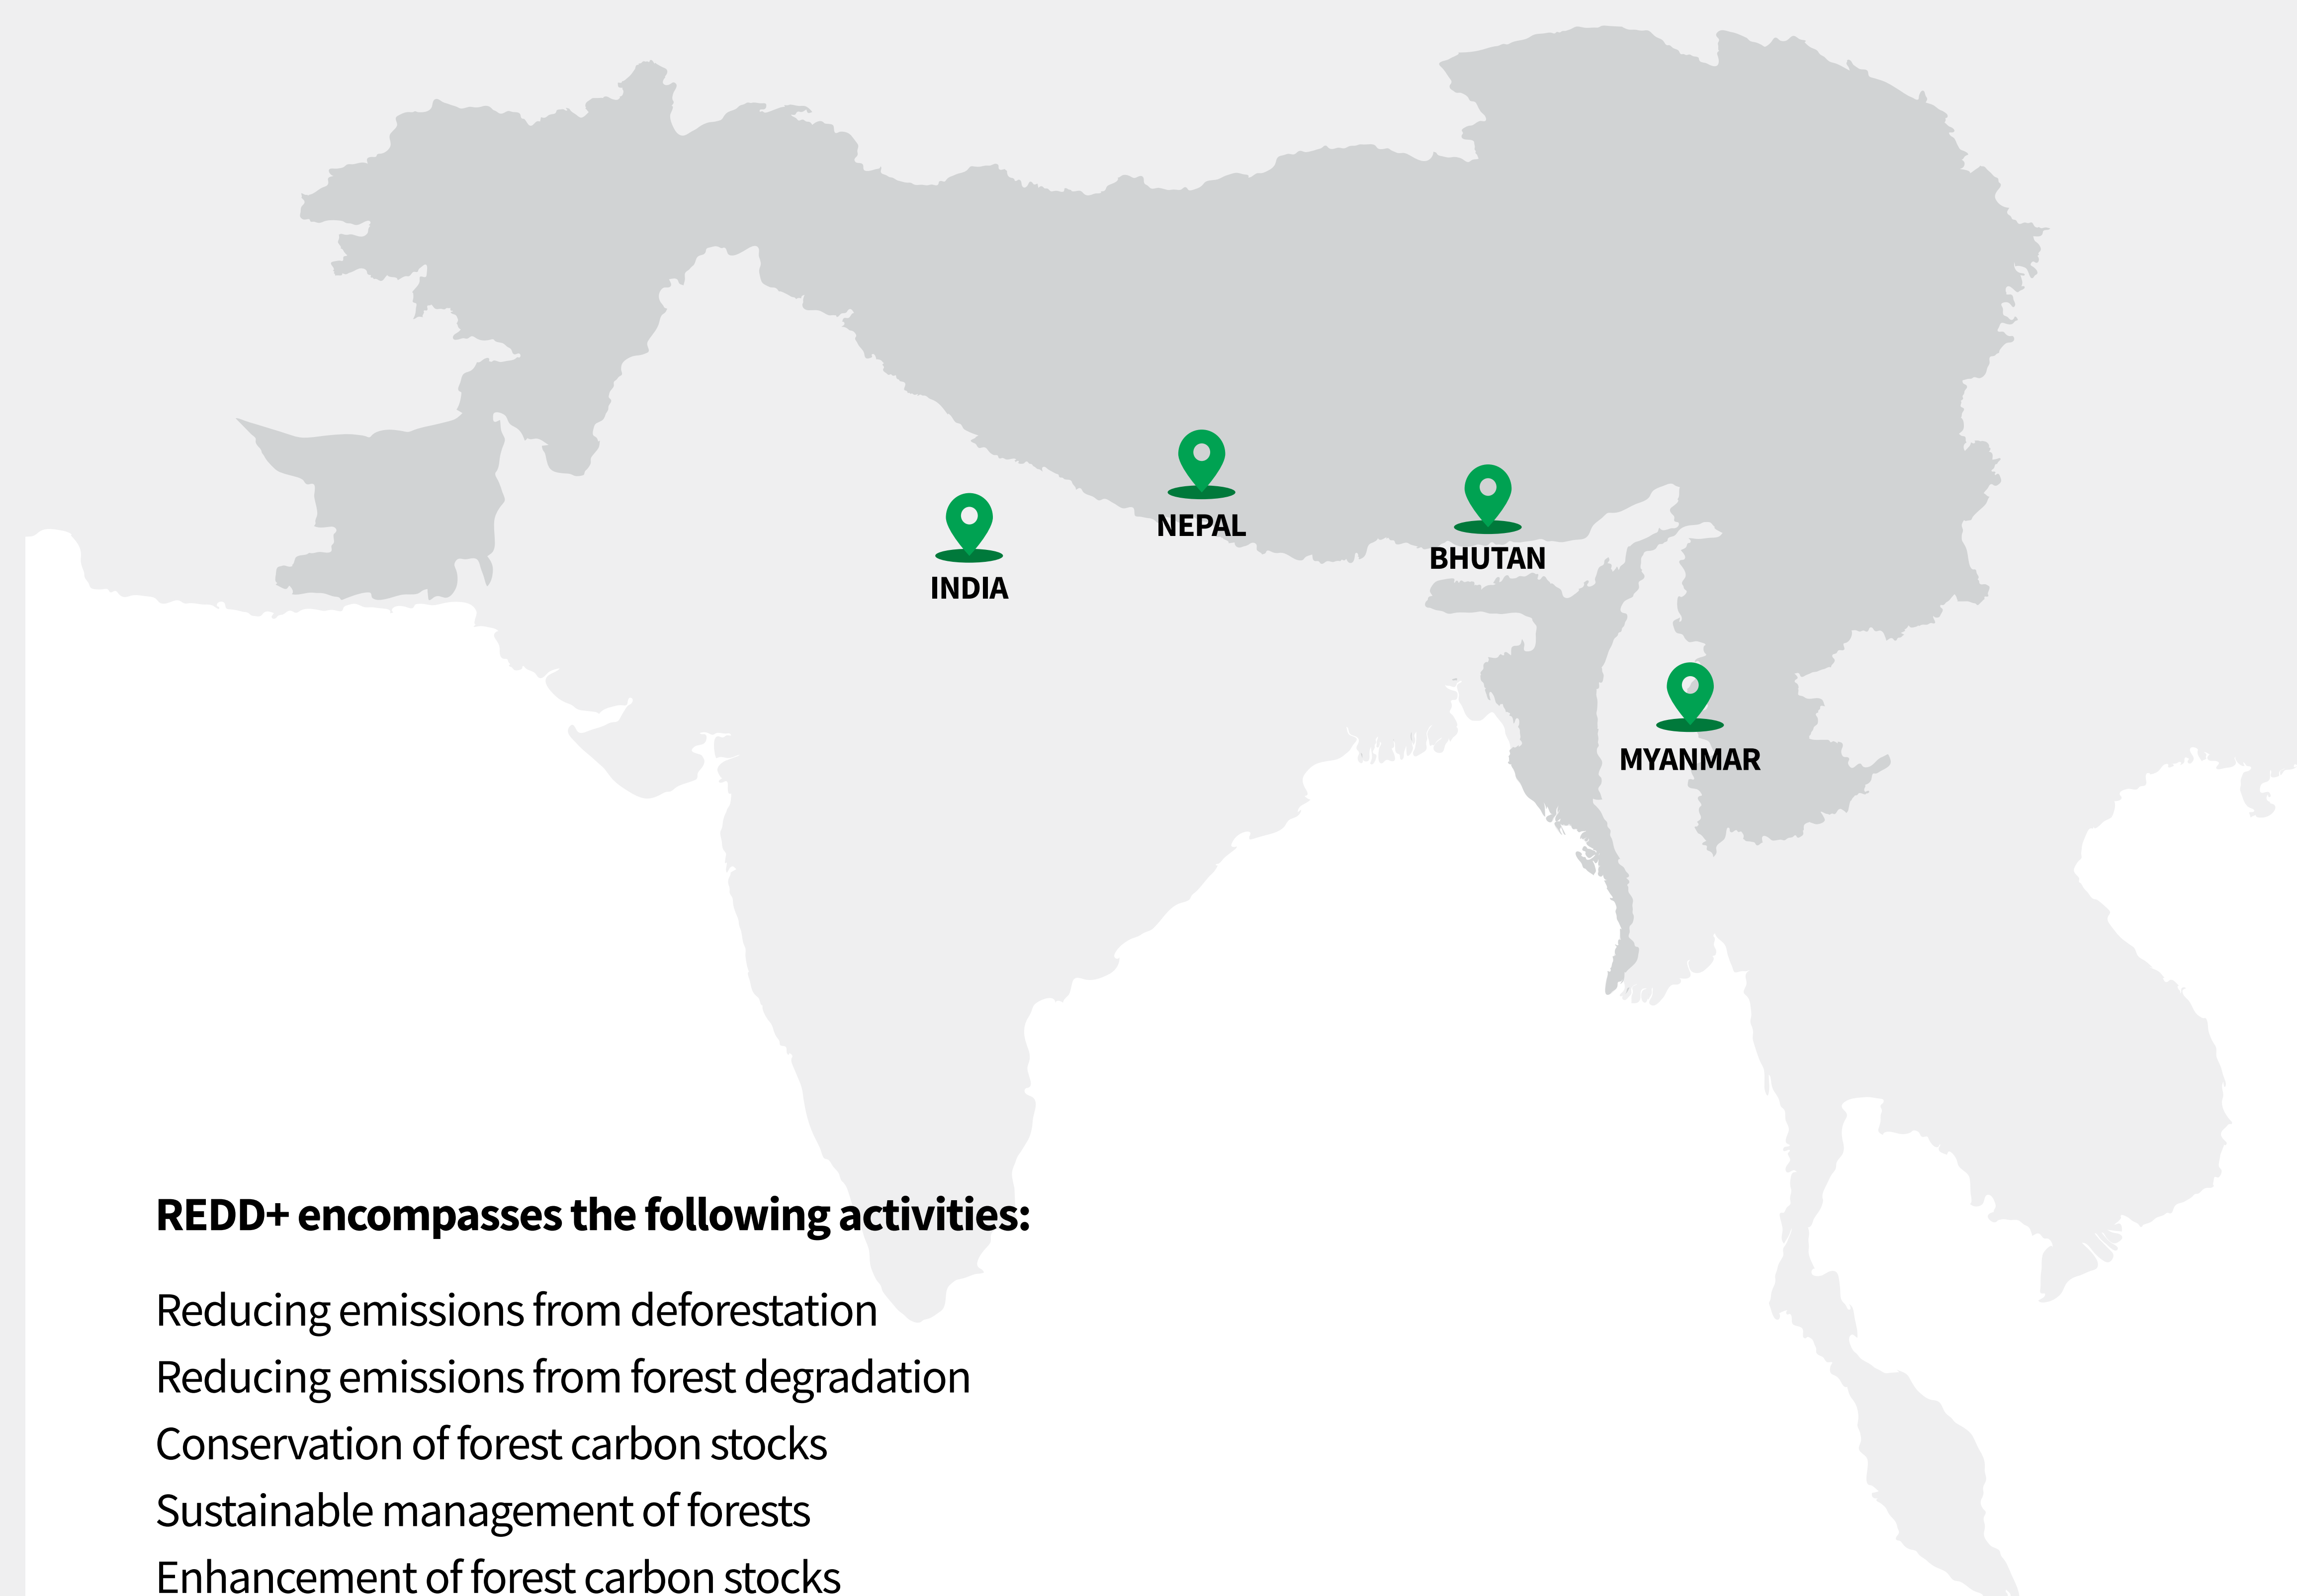 NEPAL
BHUTAN
INDIA
MYANMAR
REDD+ encompasses the following activities:
Reducing emissions from deforestation
Reducing emissions from forest degradation
Conservation of forest carbon stocks
Sustainable management of forests
Enhancement of forest carbon stocks